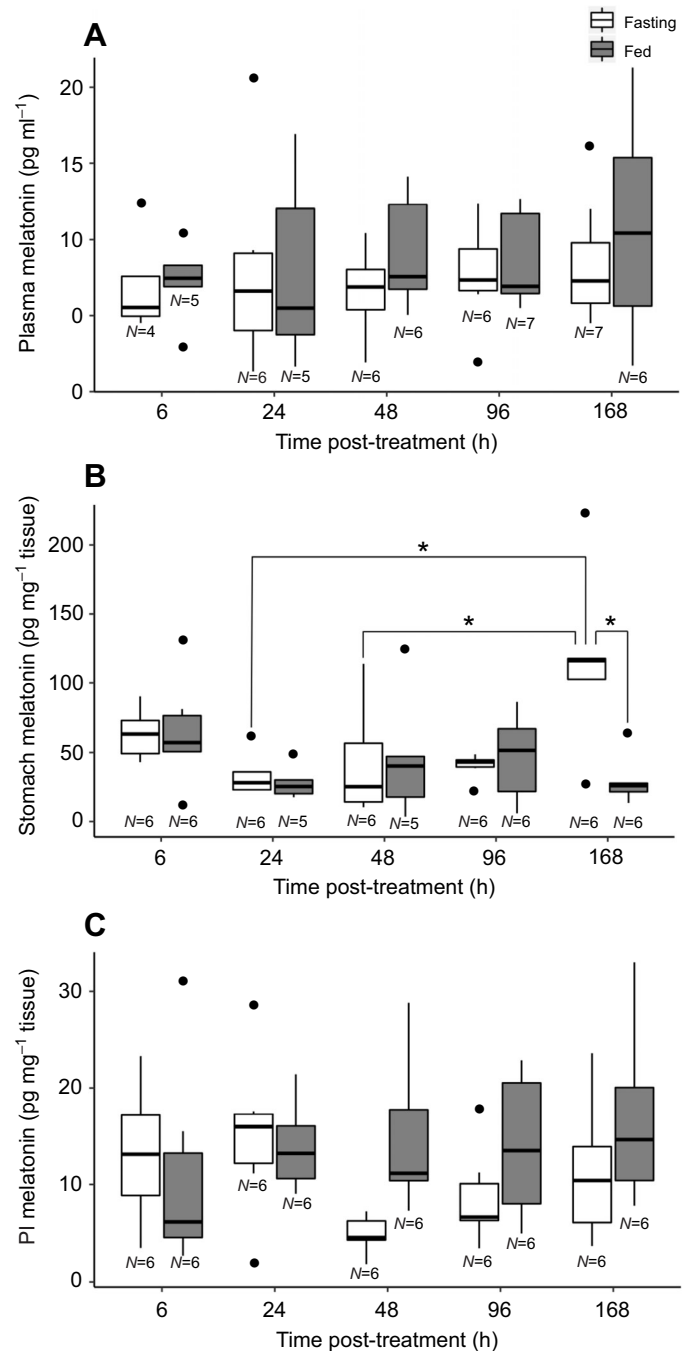 A
Fasting
Fed
Plasma melatonin (pg ml−1)
20
15
10
0
0
N=4
N=5
N=6
N=5
N=6
N=6
N=6
N=7
N=7
N=6
6 24 48 96 168
Time post-treatment (h)
B
Stomach melatonin (pg mg−1 tissue)
200
150
100
50
0
*
*
*
N=6 N=6 N=6 N=5 N=6 N=5 N=6 N=6 N=6 N=6
6 24 48 96 168
Time post-treatment (h)
C
PI melatonin (pg mg−1 tissue)
30
20
10
0
N=6
N=6
N=6
N=6
N=6
N=6
N=6
N=6
N=6
N=6
6 24 48 96 168
Time post-treatment (h)